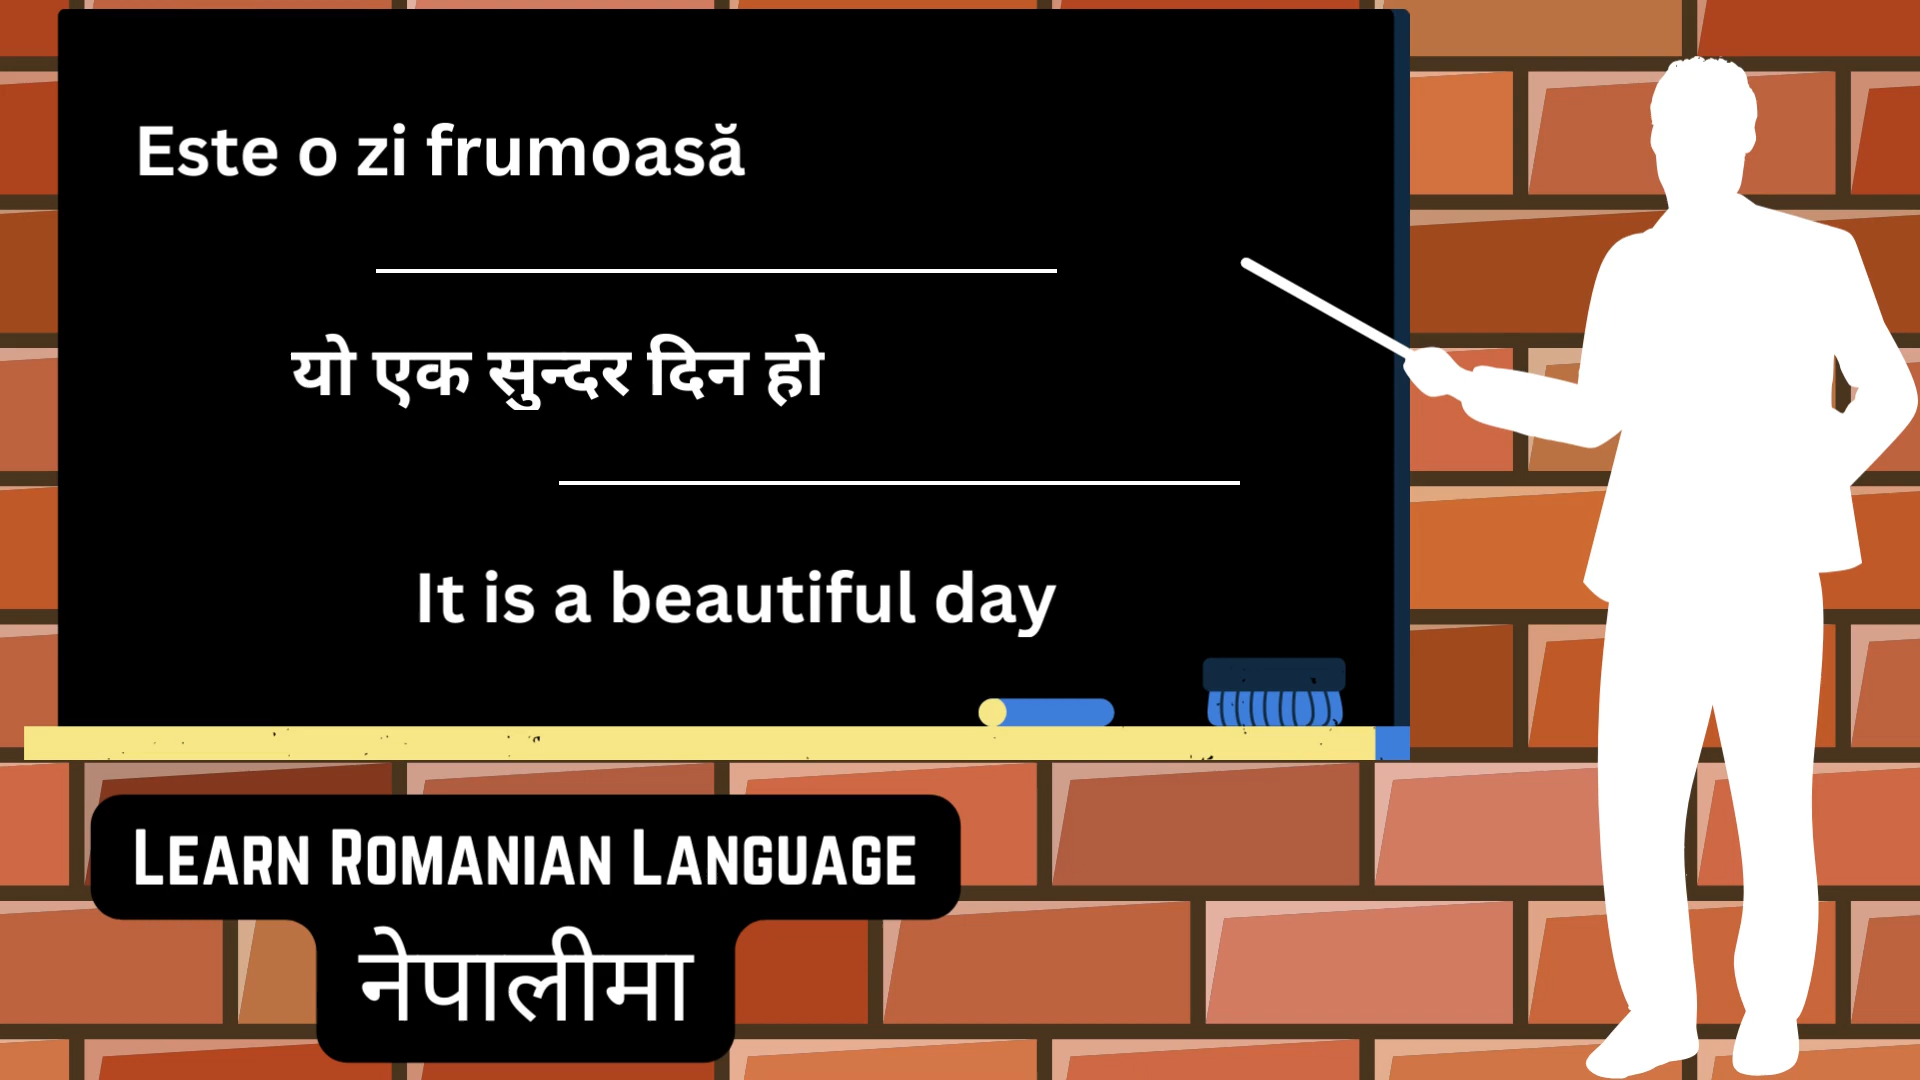 Este o zi frumoasă
यो एक सुन्दर दिन हो
It is a beautiful day
Learn Romanian Language
नेपालीमा